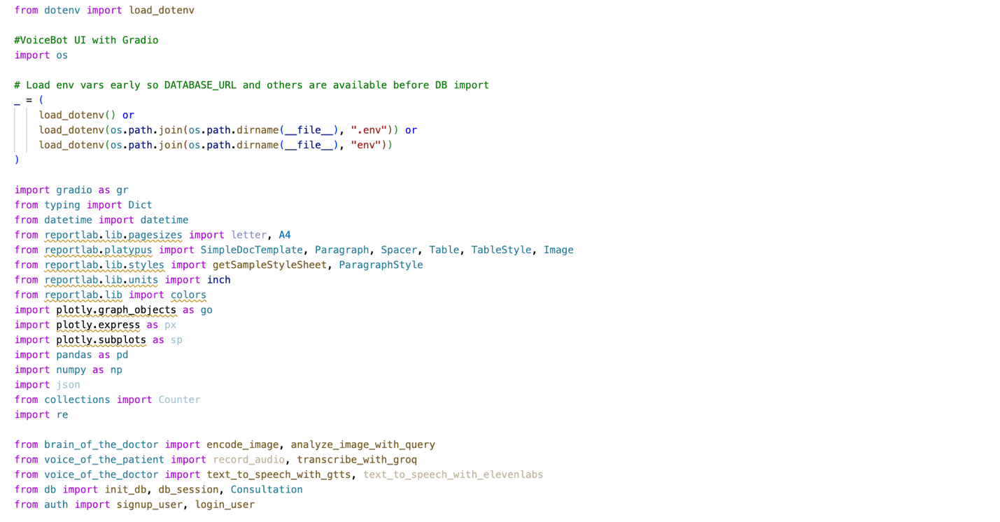 from dotenv import load_dotenv
#VoiceBot UI with Gradio
import os
# Load env vars early so DATABASE_URL and others are available before DB import
_ = (
    load_dotenv() or
    load_dotenv(os.path.join(os.path.dirname(__file__), ".env")) or
    load_dotenv(os.path.join(os.path.dirname(__file__), "env"))
)
import gradio as gr
from typing import Dict
from datetime import datetime
from reportlab.lib.pagesizes import letter, A4
from reportlab.platypus import SimpleDocTemplate, Paragraph, Spacer, Table, TableStyle, Image
from reportlab.lib.styles import getSampleStyleSheet, ParagraphStyle
from reportlab.lib.units import inch
from reportlab.lib import colors
import plotly.graph_objects as go
import plotly.express as px
import plotly.subplots as sp
import pandas as pd
import numpy as np
import json
from collections import Counter
import re
from brain_of_the_doctor import encode_image, analyze_image_with_query
from voice_of_the_patient import record_audio, transcribe_with_groq
from voice_of_the_doctor import text_to_speech_with_gtts, text_to_speech_with_elevenlabs
from db import init_db, db_session, Consultation
from auth import signup_user, login_user